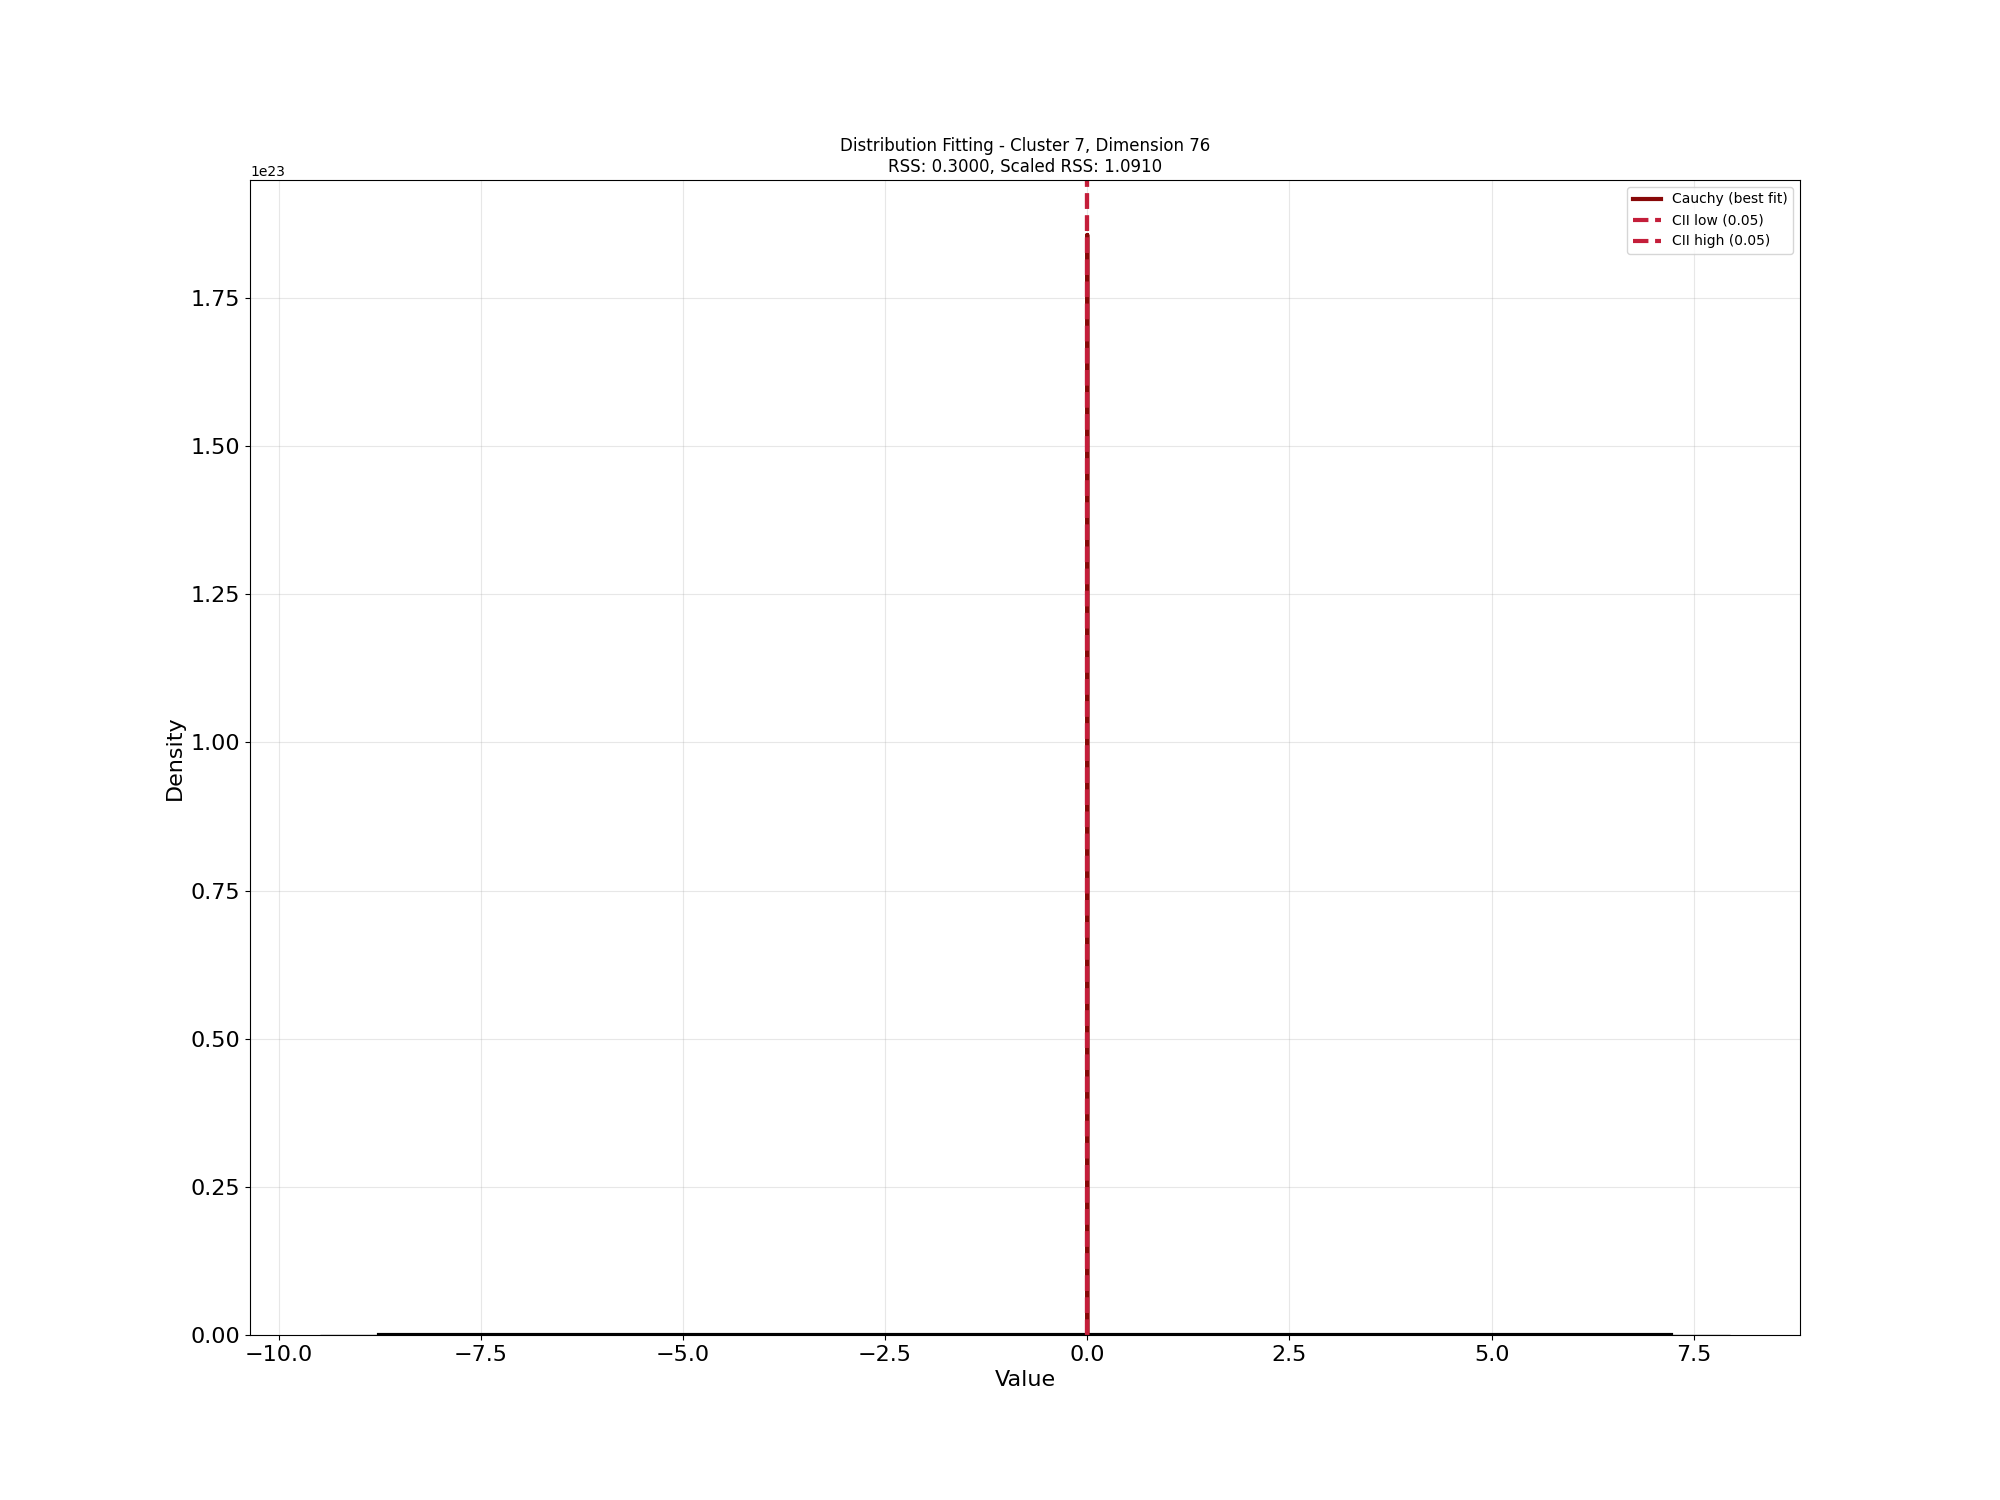 Distribution Fitting - Cluster 7, Dimension 76
RSS: 0.3000, Scaled RSS: 1.0910
1e23
Cauchy (best fit)
CII low (0.05)
CII high (0.05)
1.75
1.50
1.25
1.00
0.75
0.50
0.25
0.00
Density
−10.0 −7.5 −5.0 −2.5 0.0 2.5 5.0 7.5
Value